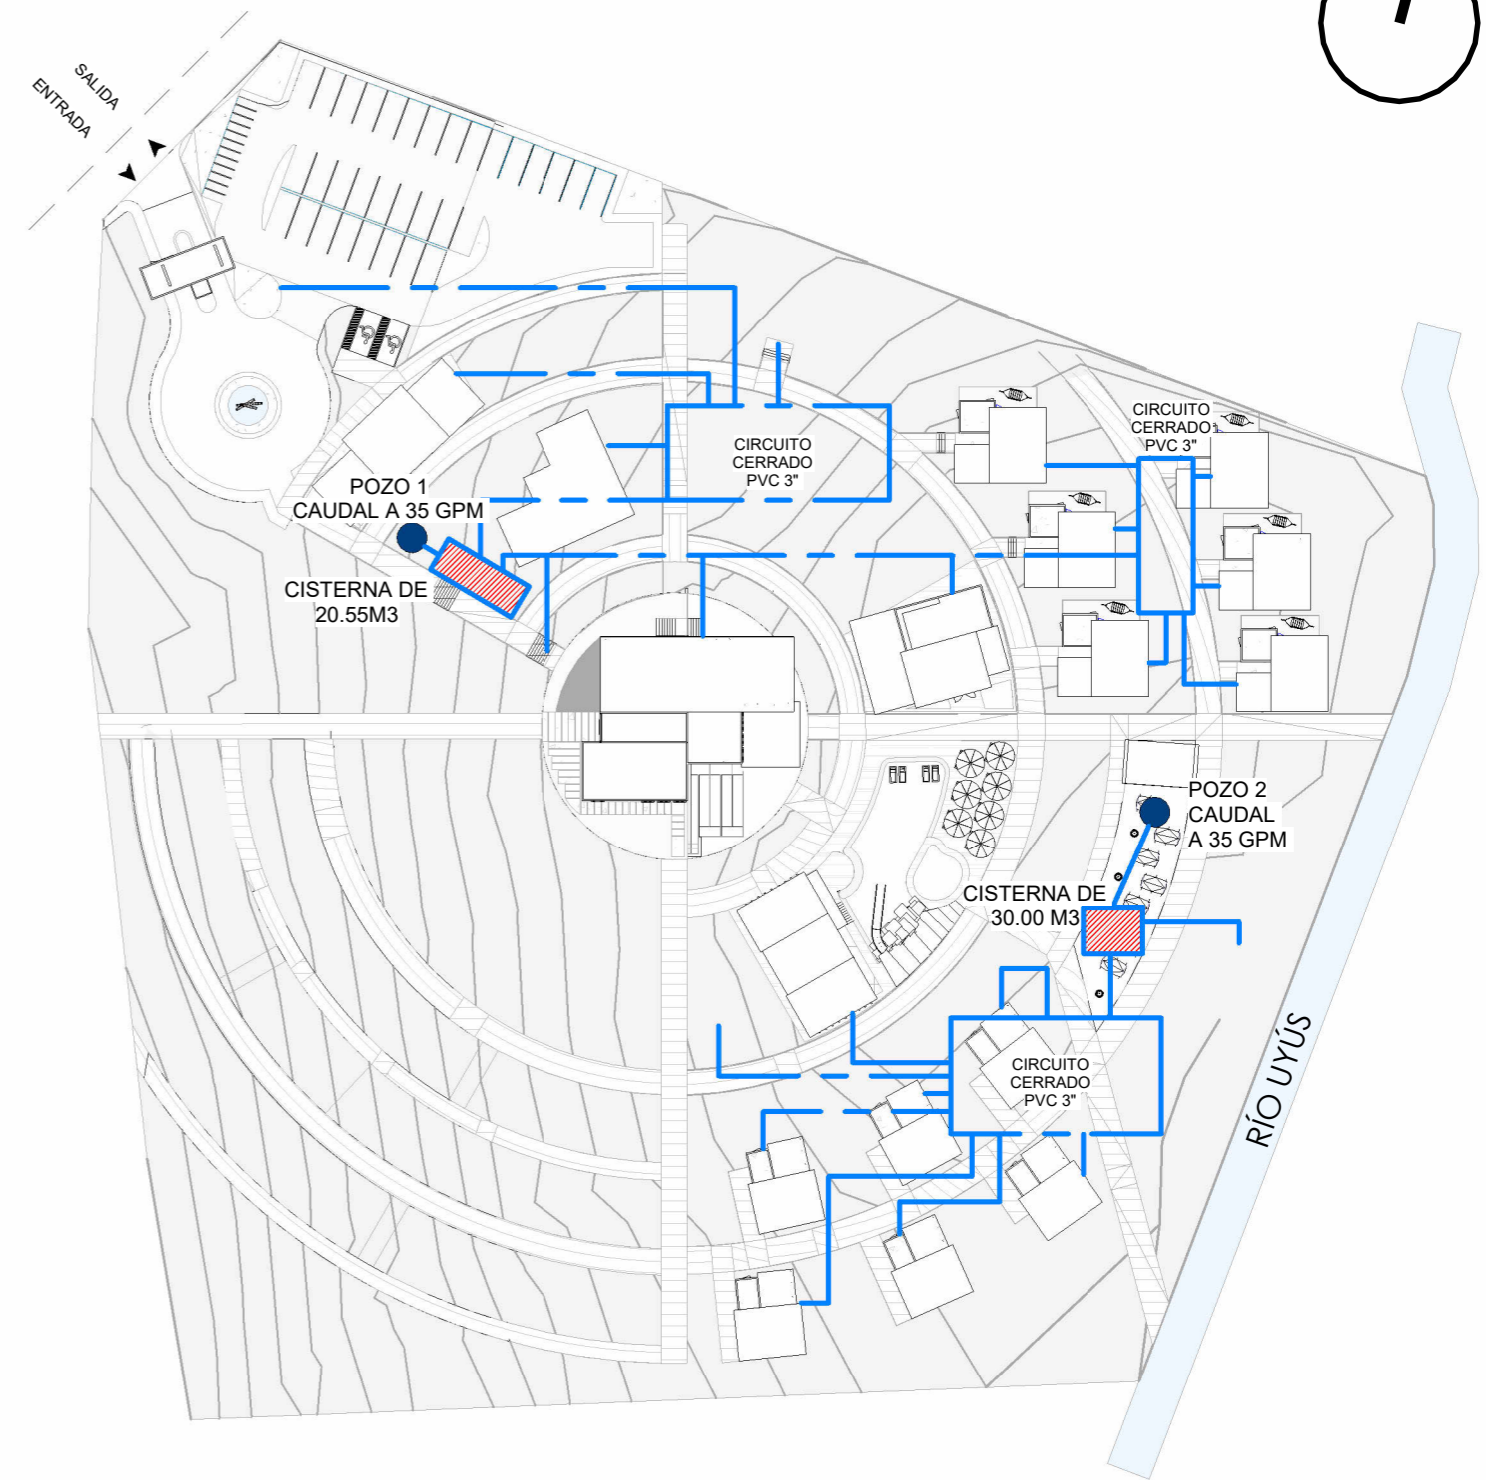 SALIDA
ENTRADA
CIRCUITO
CERRADO
PVC 3"
CIRCUITO
CERRADO
PVC 3"
POZO 1
CAUDAL A 35 GPM
CISTERNA DE
20.55M3
POZO 2
CAUDAL
A 35 GPM
CISTERNA DE
30.00 M3
CIRCUITO
CERRADO
PVC 3"
RÍO UYÚS